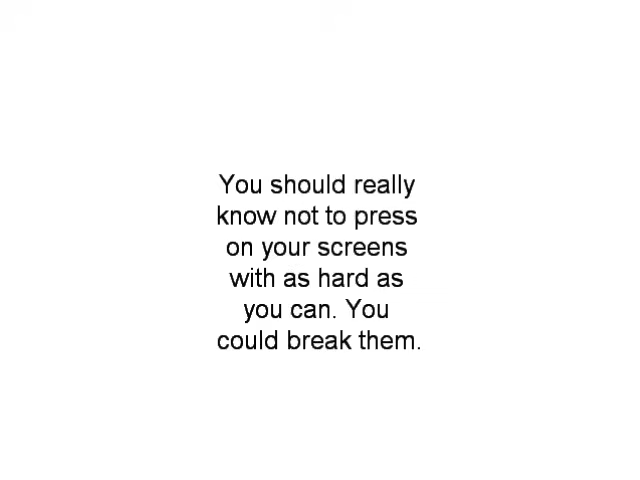 You should really
know not to press
on your screens
with as hard as
you can. You
could break them.